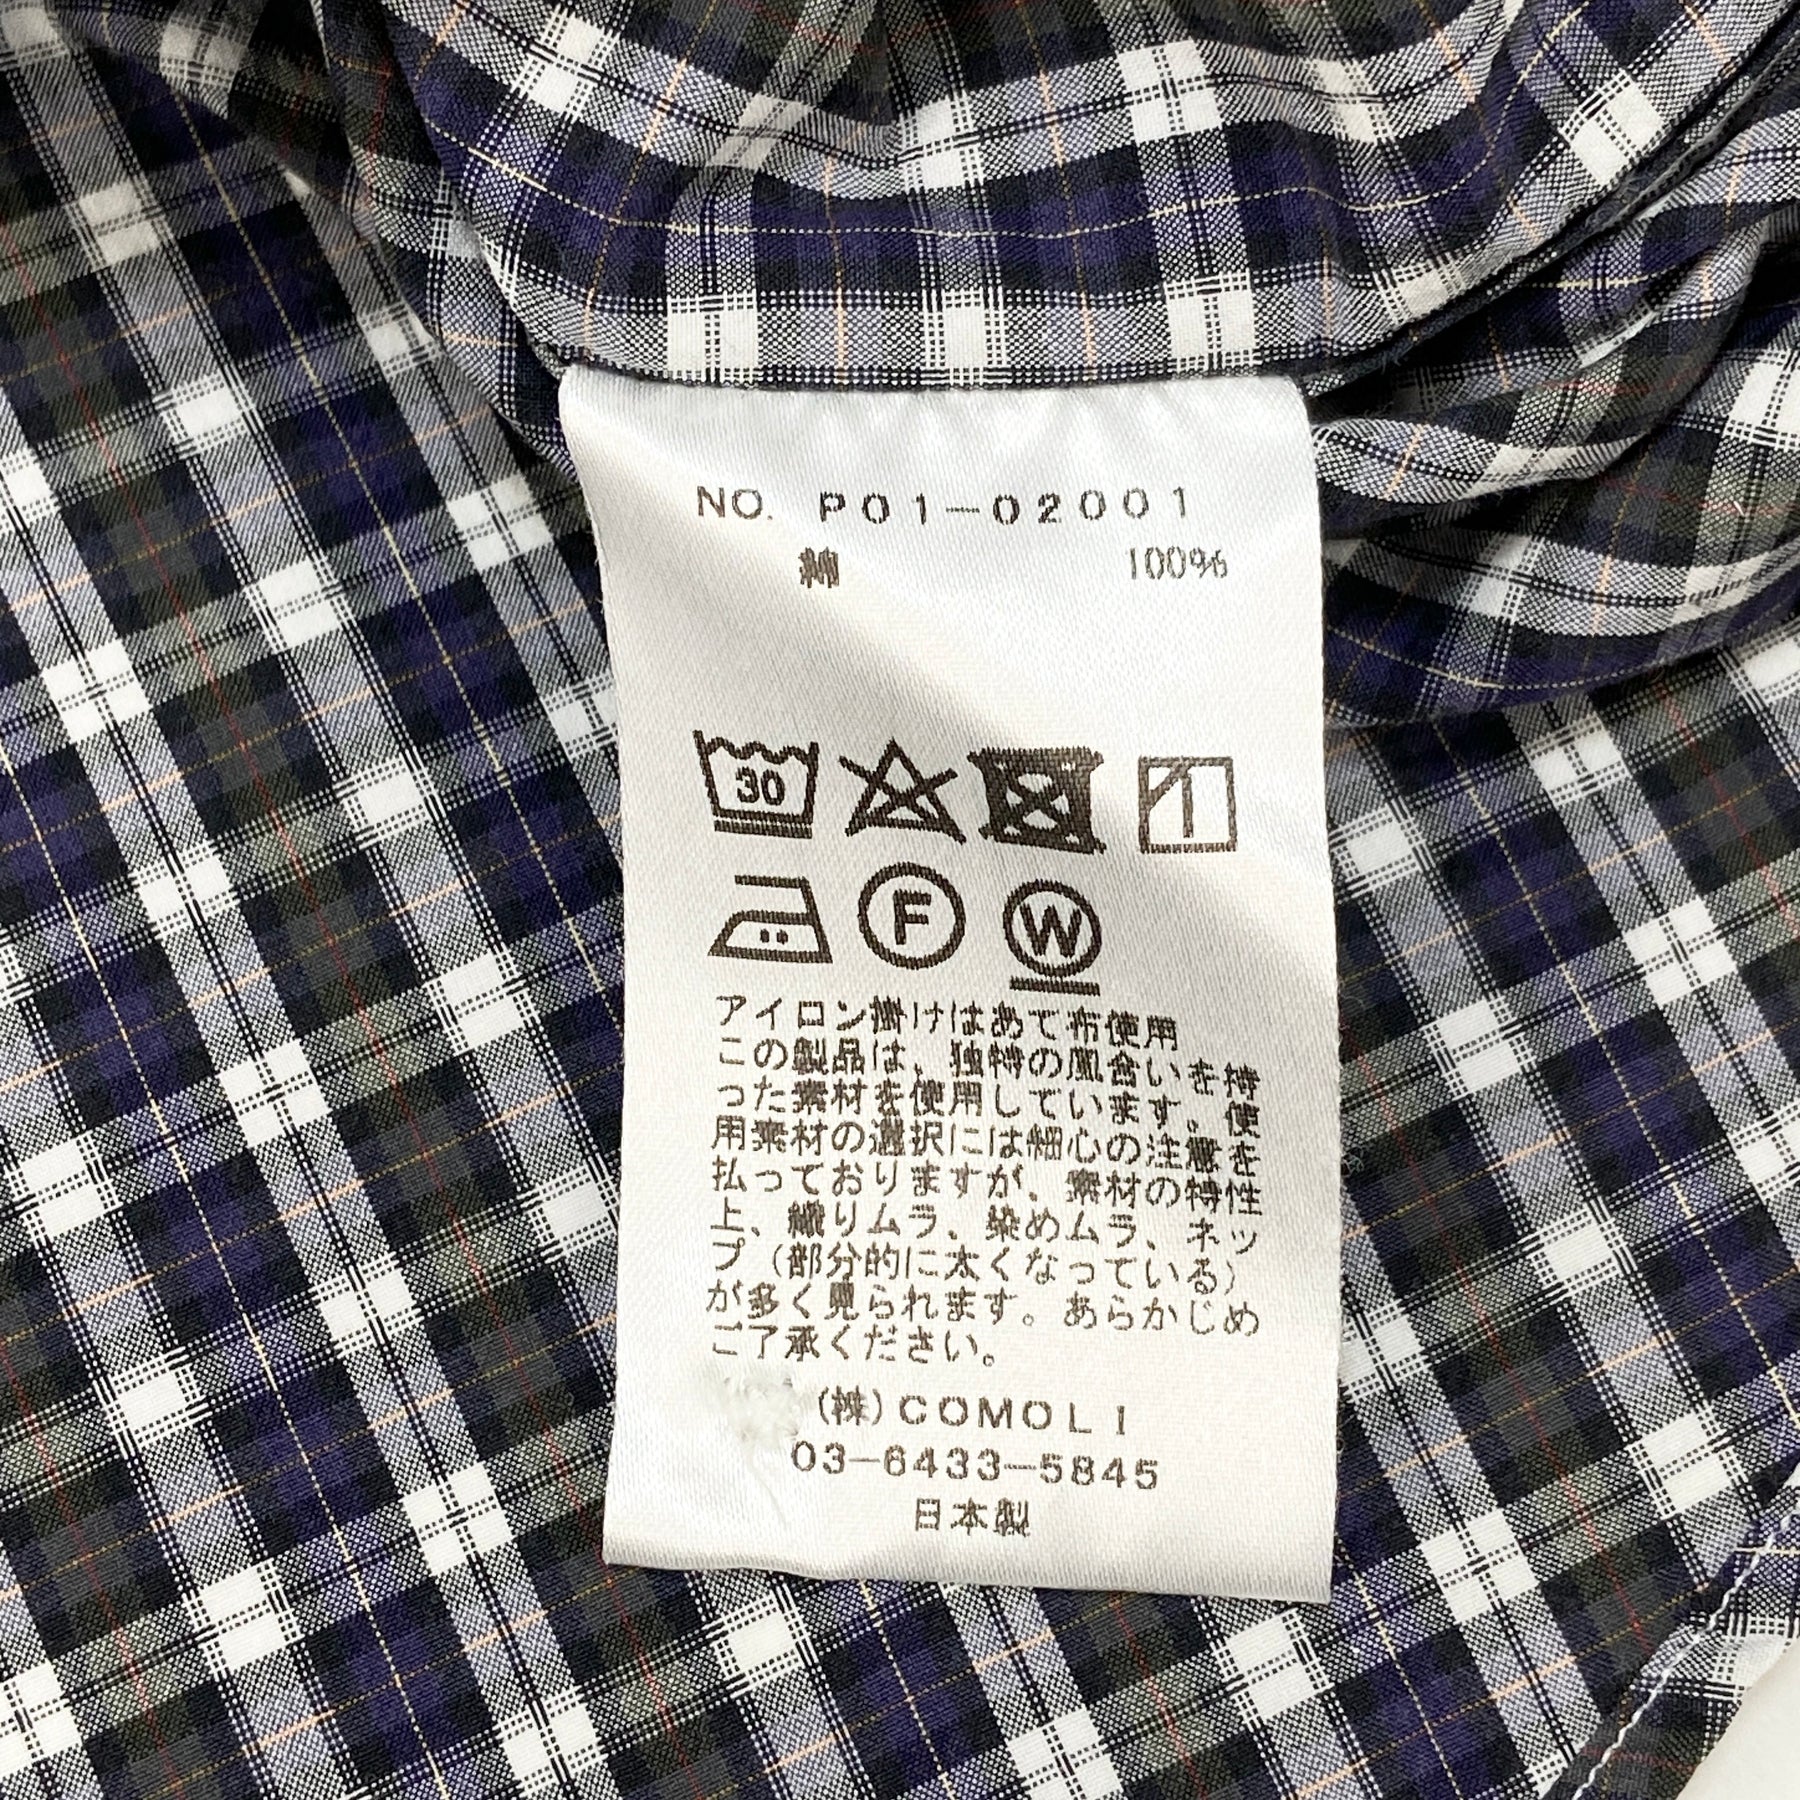 NO. P01-02001
綿 100%
30
F W
アイロン掛けはあて布使用
この製品は、独特の風合いを持
った素材を使用しています。使
用素材の選択には細心の注意を
払っておりますが、素材の特性
上、織りムラ、染めムラ、ネッ
プ（部分的に太くなっている）
が多く見られます。あらかじめ
ご了承ください。
(株)COMOLI
03-6433-5845
日本製